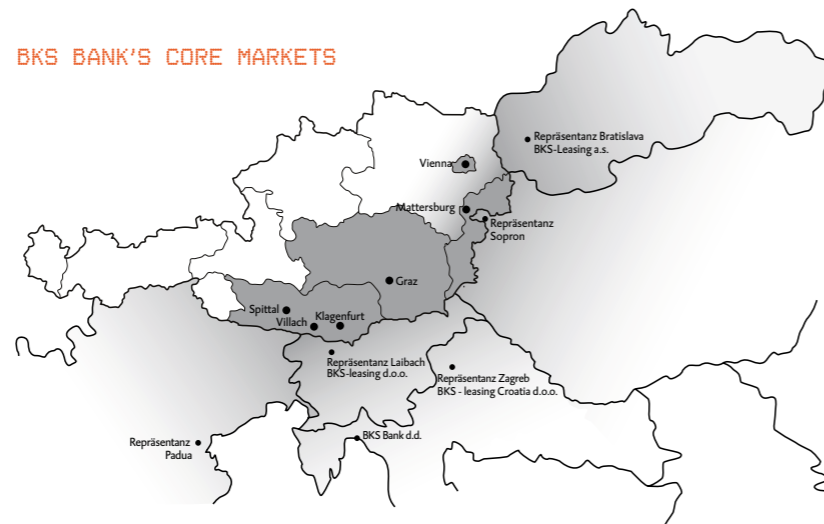 BKS BANK'S CORE MARKETS
Repräsentanz Bratislava
BKS-Leasing a.s.
Vienna
Mattersburg
Repräsentanz
Sopron
Graz
Spittal
Villach
Klagenfurt
Repräsentanz Laibach
BKS-leasing d.o.o.
Repräsentanz Zagreb
BKS - leasing Croatia d.o.o.
Repräsentanz
Padua
BKS Bank d.d.